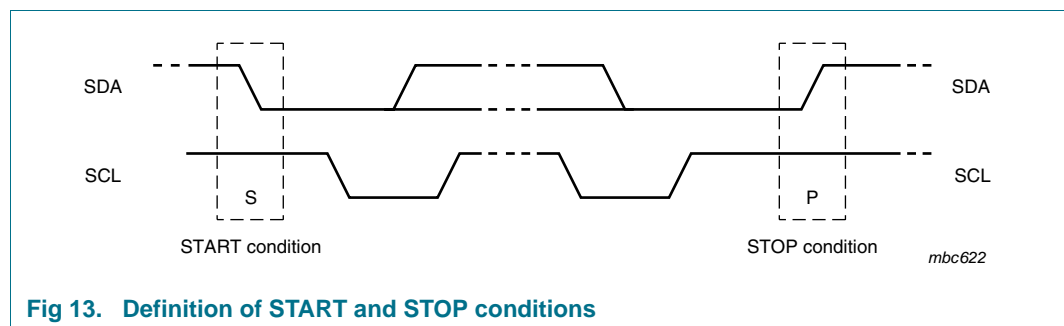 SDA
SDA
SCL
SCL
S
P
START condition
STOP condition
mbc622
Fig 13. Definition of START and STOP conditions